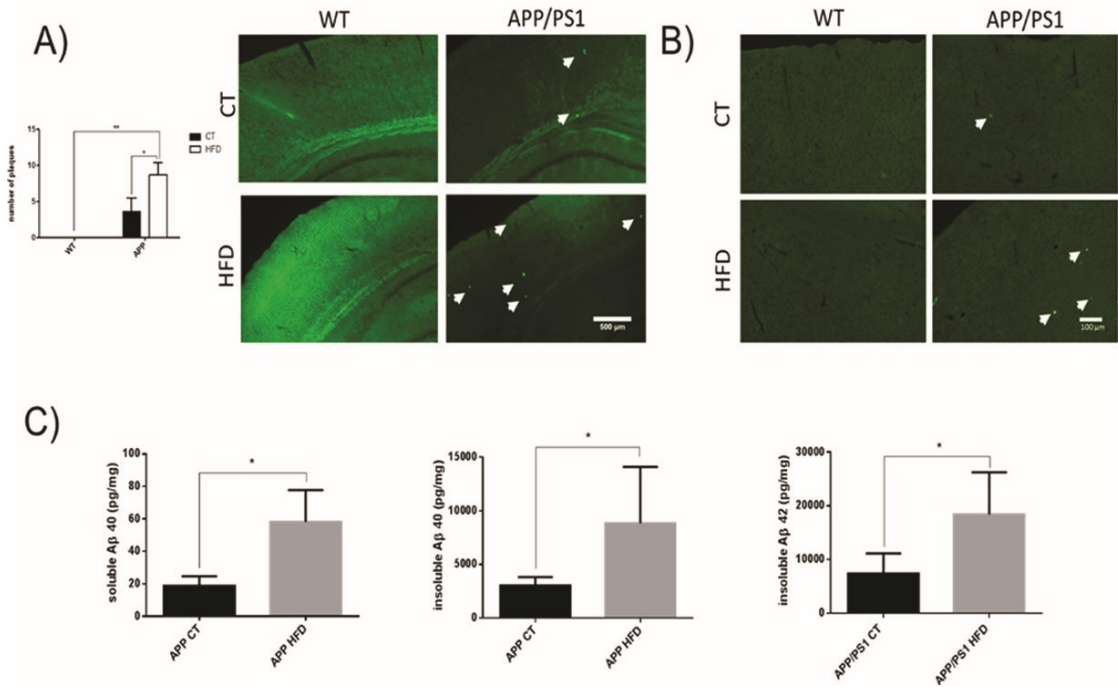 A)
number of plaques
15
10
5
0
WT
APP
**
*
CT
HFD
WT
APP/PS1
CT
HFD
500 μm
B)
WT
APP/PS1
CT
HFD
100 μm
C)
soluble Aβ 40 (pg/mg)
100
80
60
40
20
0
*
APP CT
APP HFD
insoluble Aβ 40 (pg/mg)
15000
10000
5000
0
*
APP CT
APP HFD
insoluble Aβ 42 (pg/mg)
30000
20000
10000
0
*
APP/PS1 CT
APP/PS1 HFD